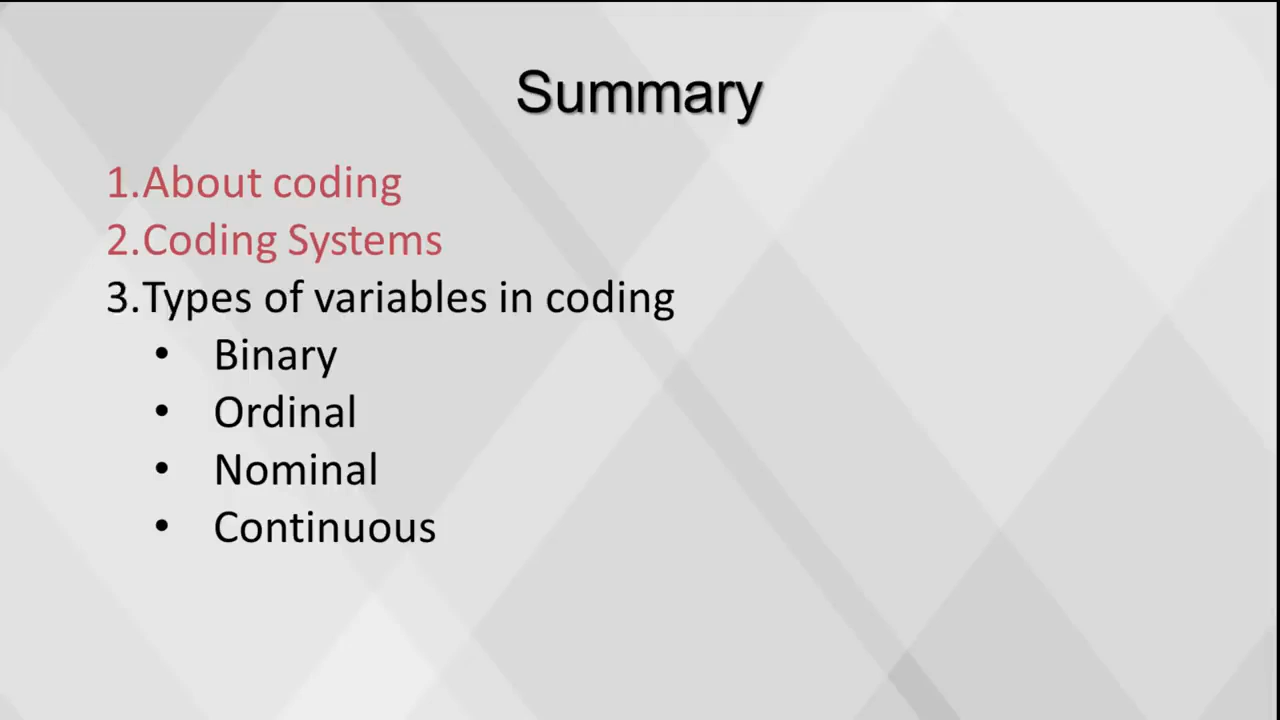 Summary
1.About coding
2.Coding Systems
3.Types of variables in coding
• Binary
• Ordinal
• Nominal
• Continuous